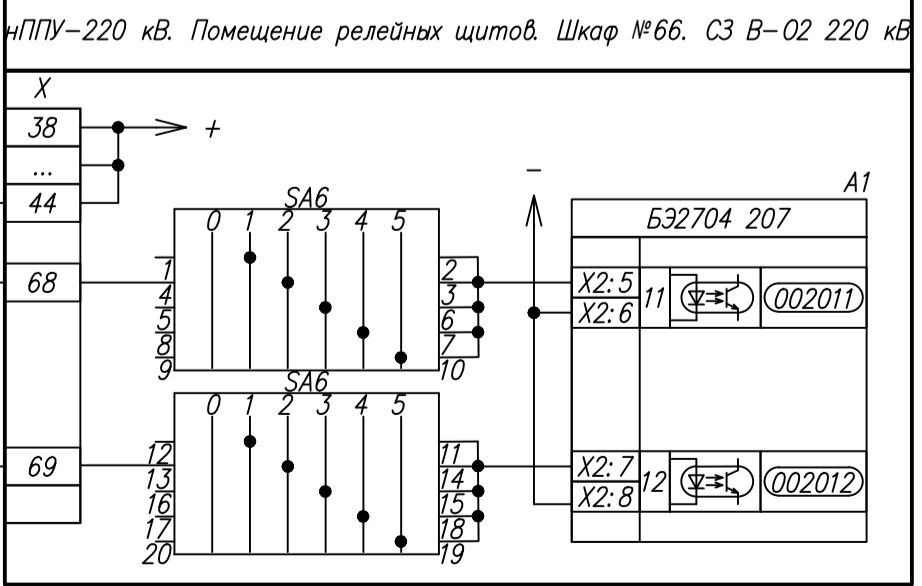 нППУ-220 кВ. Помещение релейных щитов. Шкаф №66. СЗ В-02 220 кВ
X
38
...
44
68
69
+
-
SA6
0 1 2 3 4 5
1
4
5
8
9
2
3
6
7
10
SA6
0 1 2 3 4 5
12
13
16
17
20
11
14
15
18
19
A1
БЭ2704 207
X2:5
X2:6
11
002011
X2:7
X2:8
12
002012